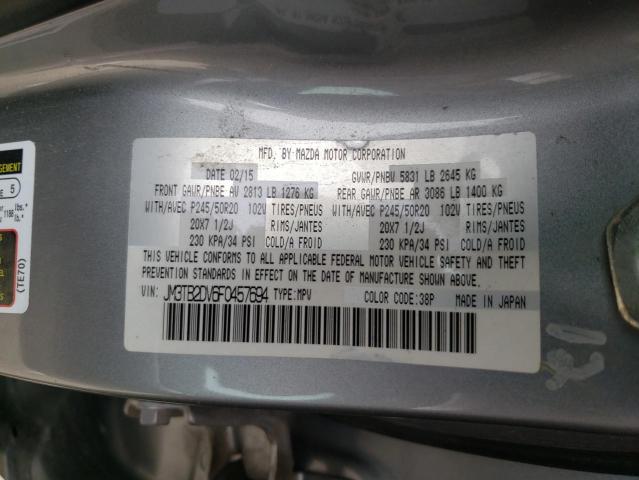 MFD. BY MAZDA MOTOR CORPORATION
DATE 02/15 GVWR/PNBV 5831 LB 2645 KG
FRONT GAWR/PNBE AV 2813 LB 1276 KG REAR GAWR/PNBE AR 3086 LB 1400 KG
WITH/AVEC P245/50R20 102V TIRES/PNEUS WITH/AVEC P245/50R20 102V TIRES/PNEUS
20X7 1/2J RIMS/JANTES 20X7 1/2J RIMS/JANTES
230 KPA/34 PSI COLD/A FROID 230 KPA/34 PSI COLD/A FROID
THIS VEHICLE CONFORMS TO ALL APPLICABLE FEDERAL MOTOR VEHICLE SAFETY AND THEFT
PREVENTION STANDARDS IN EFFECT ON THE DATE OF MANUFACTURE SHOWN ABOVE.
VIN: JM3TB2DV6F0457694 TYPE:MPV COLOR CODE:38P MADE IN JAPAN
5
lbs.*
(TE70)